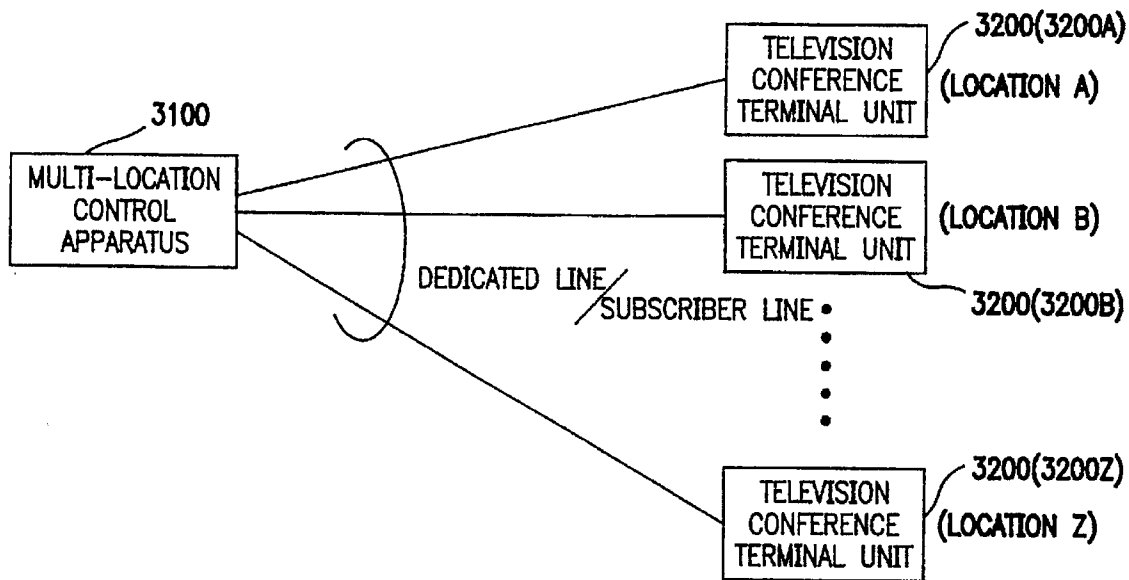 3200(3200A)
TELEVISION
CONFERENCE
TERMINAL UNIT
(LOCATION A)
3100
MULTI-LOCATION
CONTROL
APPARATUS
TELEVISION
CONFERENCE
TERMINAL UNIT
(LOCATION B)
DEDICATED LINE/
SUBSCRIBER LINE
3200(3200B)
3200(3200Z)
TELEVISION
CONFERENCE
TERMINAL UNIT
(LOCATION Z)